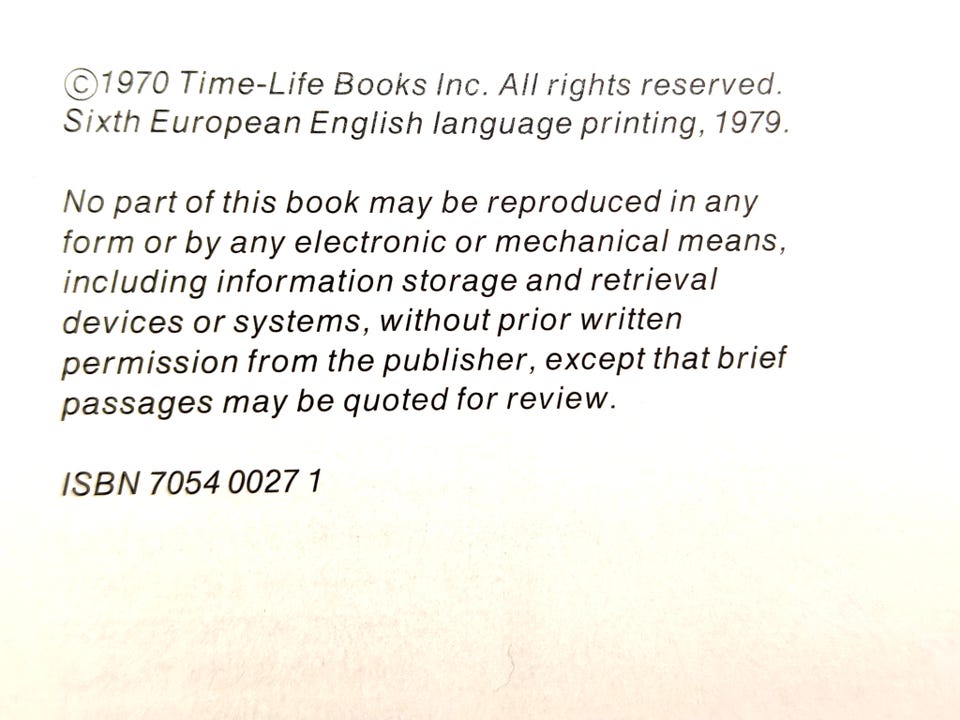 ©1970 Time-Life Books Inc. All rights reserved.
Sixth European English language printing, 1979.
No part of this book may be reproduced in any
form or by any electronic or mechanical means,
including information storage and retrieval
devices or systems, without prior written
permission from the publisher, except that brief
passages may be quoted for review.
ISBN 7054 0027 1